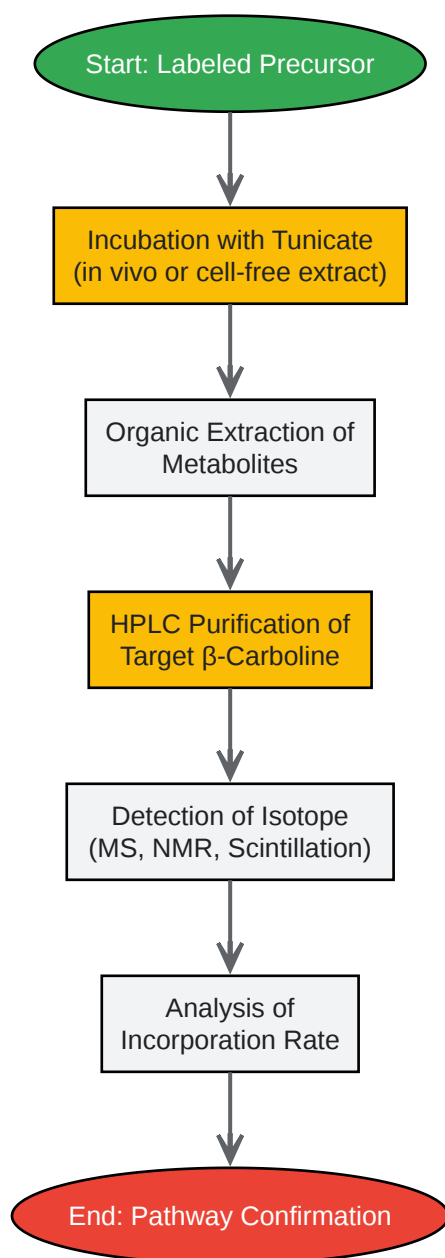 Start: Labeled Precursor
Incubation with Tunicate
(in vivo or cell-free extract)
Organic Extraction of
Metabolites
HPLC Purification of
Target β-Carboline
Detection of Isotope
(MS, NMR, Scintillation)
Analysis of
Incorporation Rate
End: Pathway Confirmation